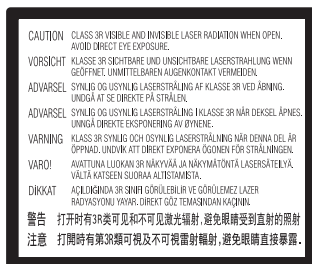 CAUTION CLASS 3R VISIBLE AND INVISIBLE LASER RADIATION WHEN OPEN.
AVOID DIRECT EYE EXPOSURE.
VORSICHT KLASSE 3R SICHTBARE UND UNSICHTBARE LASERSTRAHLUNG WENN
GEÖFFNET. UNMITTELBAREN AUGENKONTAKT VERMEIDEN.
ADVARSEL SYNLIG OG USYNLIG LASERSTRÅLING AF KLASSE 3R VED ÅBNING.
UNDGÅ AT SE DIREKTE PÅ STRÅLEN.
ADVARSEL SYNLIG OG USYNLIG LASERSTRÅLING I KLASSE 3R NÅR DEKSEL ÅPNES.
UNNGÅ DIREKTE EKSPONERING AV ØYNENE.
VARNING KLASS 3R SYNLIG OCH OSYNLIG LASERSTRÅLNING NÄR DENNA DEL ÄR
ÖPPNAD. UNDVIK ATT DIREKT EXPONERA ÖGONEN FÖR STRÅLNINGEN.
VARO! AVATTUNA LUOKAN 3R NÄKYVÄÄ JA NÄKYMÄTÖNTÄ LASERSÄTEILYÄ.
VÄLTÄ KATSEEN SUORAA ALTISTAMISTA.
DİKKAT AÇILDIĞINDA 3R SINIFI GÖRÜLEBİLİR VE GÖRÜLEMEZ LAZER
RADYASYONU YAYAR. DİREKT GÖZ TEMASINDAN KAÇININ.
警告 打开时有3R类可见和不可见激光辐射,避免眼睛受到直射的照射
注意 打開時有第3R類可視及不可視雷射輻射,避免眼睛直接暴露。